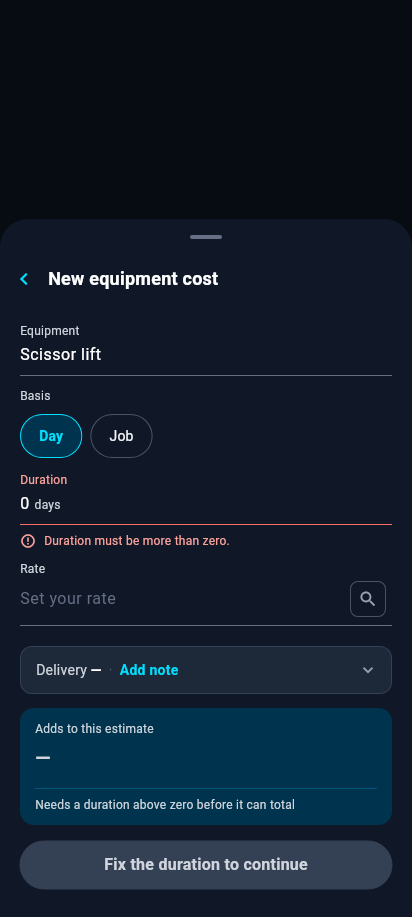 New equipment cost
Equipment
Scissor lift
Basis
Day Job
Duration
0 days
Duration must be more than zero.
Rate
Set your rate
Delivery — · Add note
Adds to this estimate
—
Needs a duration above zero before it can total
Fix the duration to continue